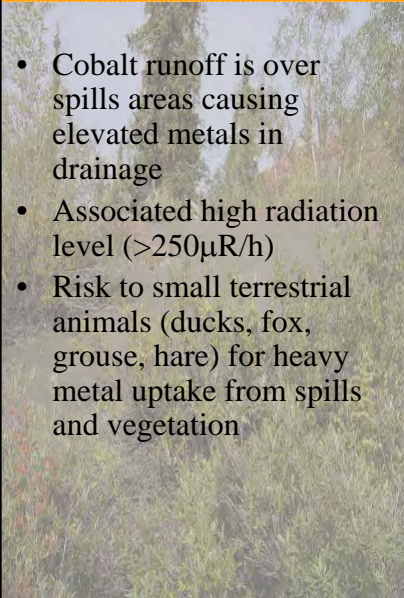 • Cobalt runoff is over
spills areas causing
elevated metals in
drainage
• Associated high radiation
level (>250μR/h)
• Risk to small terrestrial
animals (ducks, fox,
grouse, hare) for heavy
metal uptake from spills
and vegetation